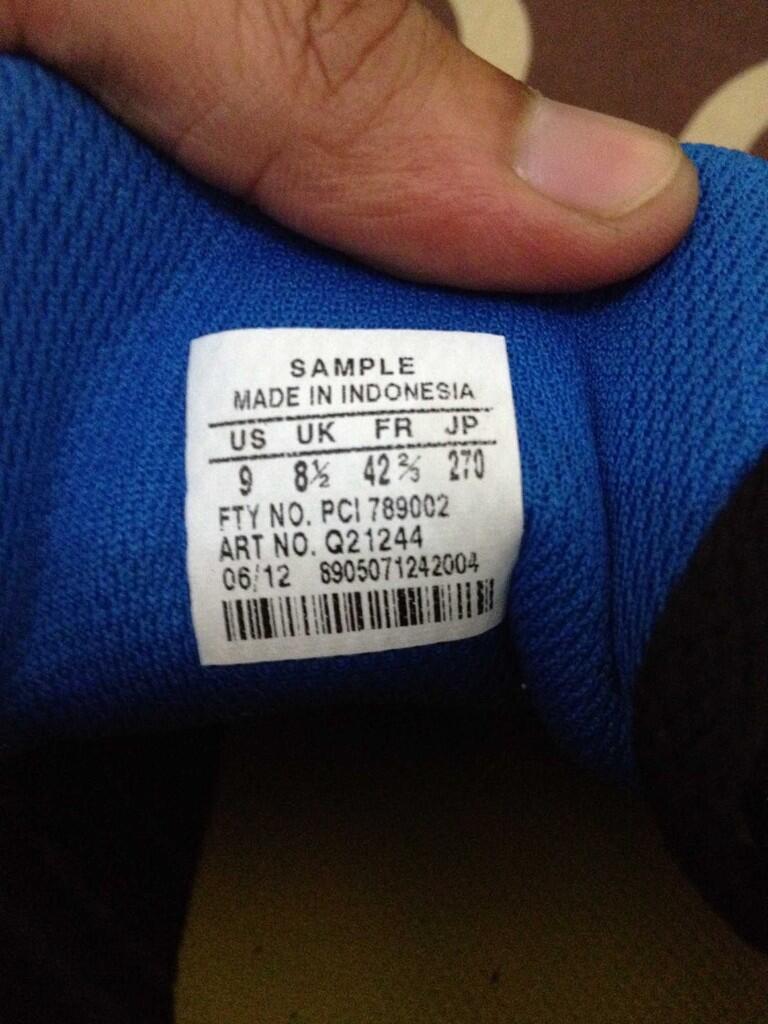 SAMPLE
MADE IN INDONESIA
US UK FR JP
9 8½ 42⅔ 270
FTY NO. PCI 789002
ART NO. Q21244
06/12 8905071242004